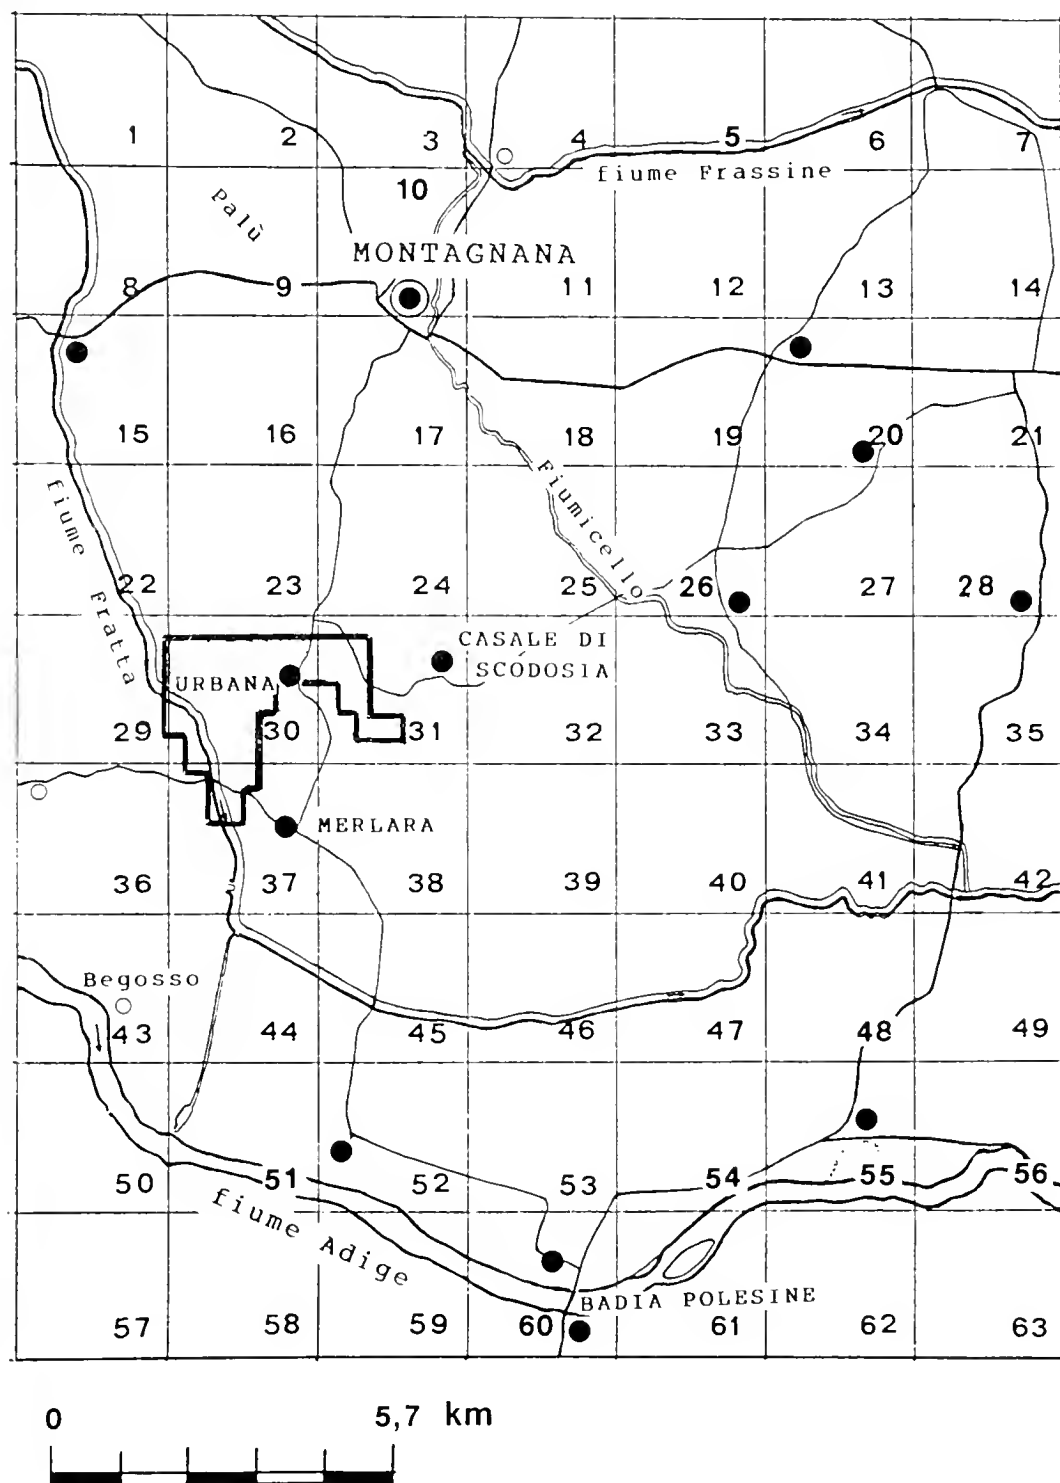 1 2 3 4 5 6 7
fiume Frassine
10
Palù
MONTAGNANA
8 9 11 12 13 14
15 16 17 18 19 20 21
Fiumicello
fiume Fratta
22 23 24 25 26 27 28
CASALE DI
SCODOSIA
URBANA
29 30 31 32 33 34 35
MERLARA
36 37 38 39 40 41 42
Begosso
43 44 45 46 47 48 49
50 51 52 53 54 55 56
fiume Adige
BADIA POLESINE
57 58 59 60 61 62 63
0 5,7 km